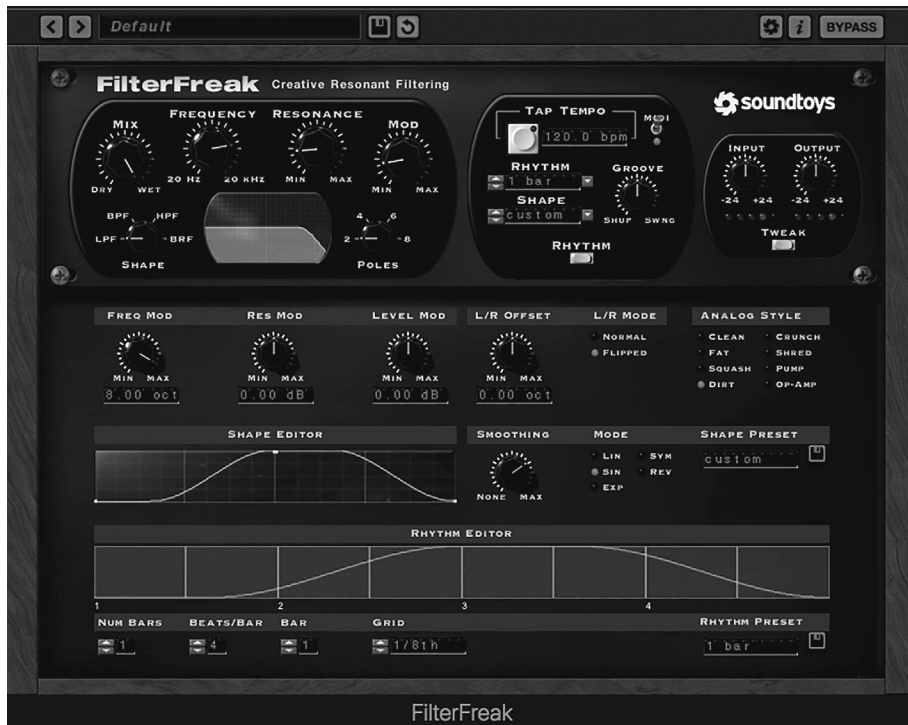 Default
i
BYPASS
FilterFreak Creative Resonant Filtering
soundtoys
MIX FREQUENCY RESONANCE MOD
DRY WET 20 HZ 20 KHZ MIN MAX MIN MAX
BPF HPF
LPF BRF
SHAPE
4 6
2 8
POLES
TAP TEMPO
120.0 bpm
MIDI
RHYTHM
1 bar
SHAPE
custom
GROOVE
SHUF SWNG
RHYTHM
INPUT OUTPUT
-24 +24 -24 +24
TWEAK
FREQ MOD RES MOD LEVEL MOD L/R OFFSET L/R MODE ANALOG STYLE
MIN MAX MIN MAX MIN MAX MIN MAX
8.00 oct 0.00 dB 0.00 dB 0.00 oct
NORMAL
FLIPPED
CLEAN CRUNCH
FAT SHRED
SQUASH PUMP
DIRT OP-AMP
SHAPE EDITOR SMOOTHING MODE SHAPE PRESET
NONE MAX
LIN SYM
SIN REV
EXP
custom
RHYTHM EDITOR
1 2 3 4
NUM BARS BEATS/BAR BAR GRID RHYTHM PRESET
1 4 1 1/8th 1 bar
FilterFreak